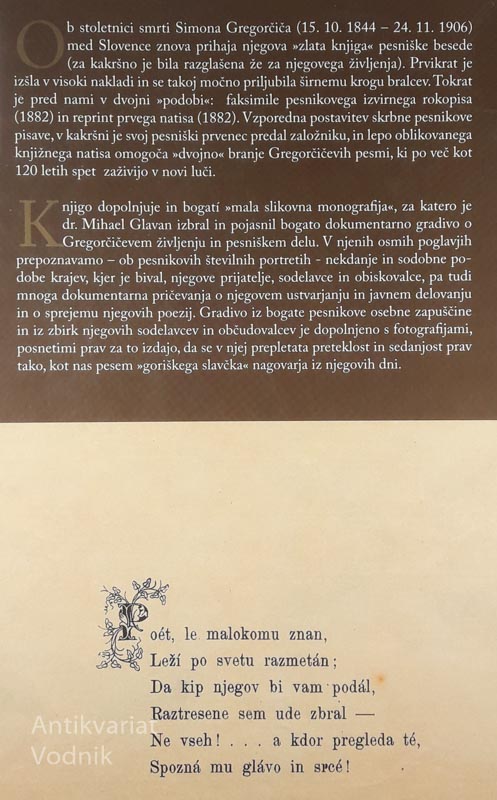 Ob stoletnici smrti Simona Gregorčiča (15. 10. 1844 – 24. 11. 1906)
med Slovence znova prihaja njegova »zlata knjiga« pesniške besede
(za kakršno je bila razglašena že za njegovega življenja). Prvikrat je
izšla v visoki nakladi in se takoj močno priljubila širnemu krogu bralcev. Tokrat
je pred nami v dvojni »podobi«: faksimile pesnikovega izvirnega rokopisa
(1882) in reprint prvega natisa (1882). Vzporedna postavitev skrbne pesnikove
pisave, v kakršni je svoj pesniški prvenec predal založniku, in lepo oblikovanega
knjižnega natisa omogoča »dvojno« branje Gregorčičevih pesmi, ki po več kot
120 letih spet zaživijo v novi luči.
Knjigo dopolnjuje in bogatí »mala slikovna monografija«, za katero je
dr. Mihael Glavan izbral in pojasnil bogato dokumentarno gradivo o
Gregorčičevem življenju in pesniškem delu. V njenih osmih poglavjih
prepoznavamo – ob pesnikovih številnih portretih - nekdanje in sodobne po-
dobe krajev, kjer je bival, njegove prijatelje, sodelavce in obiskovalce, pa tudi
mnoga dokumentarna pričevanja o njegovem ustvarjanju in javnem delovanju
in o sprejemu njegovih poezij. Gradivo iz bogate pesnikove osebne zapuščine
in iz zbirk njegovih sodelavcev in občudovalcev je dopolnjeno s fotografijami,
posnetimi prav za to izdajo, da se v njej prepletata preteklost in sedanjost prav
tako, kot nas pesem »goriškega slavčka« nagovarja iz njegovih dni.
Poét, le malokomu znan,
Leží po svetu razmetán;
Da kip njegov bi vam podál,
Raztresene sem ude zbral —
Ne vseh! . . . a kdor pregleda té,
Spozná mu glávo in srcé!
Antikvariat
Vodnik